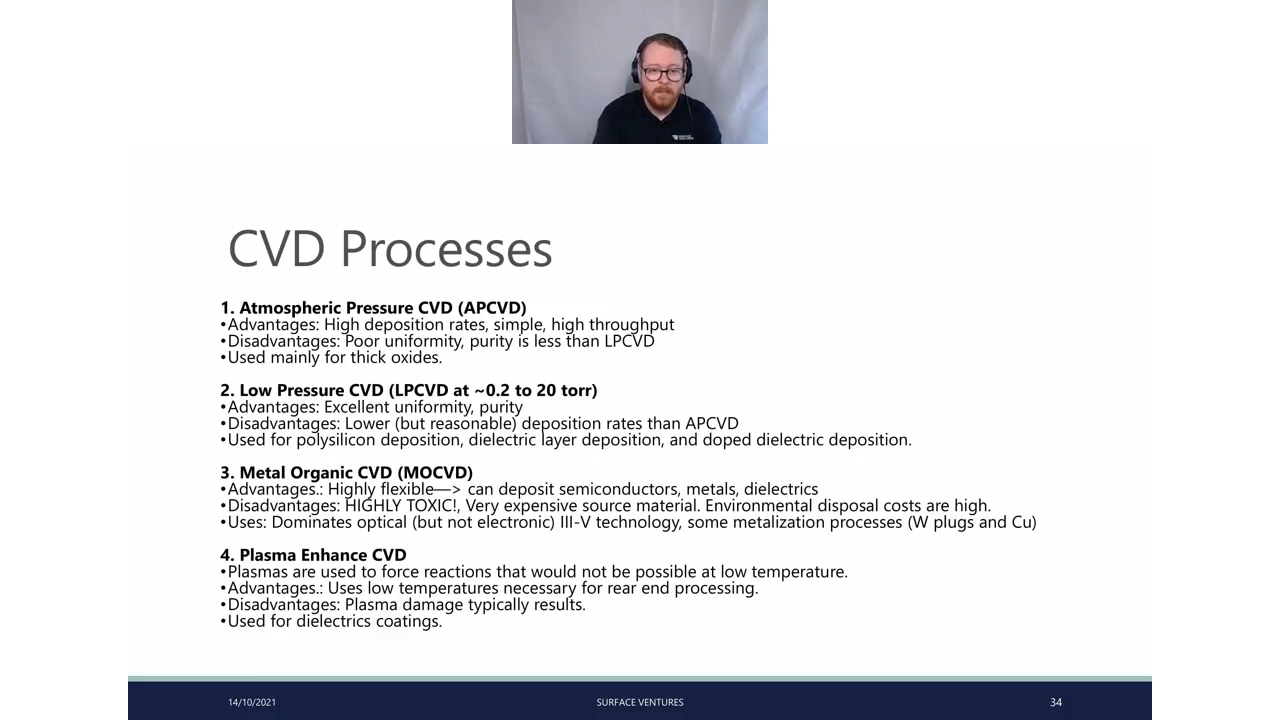 CVD Processes
1. Atmospheric Pressure CVD (APCVD)
•Advantages: High deposition rates, simple, high throughput
•Disadvantages: Poor uniformity, purity is less than LPCVD
•Used mainly for thick oxides.
2. Low Pressure CVD (LPCVD at ~0.2 to 20 torr)
•Advantages: Excellent uniformity, purity
•Disadvantages: Lower (but reasonable) deposition rates than APCVD
•Used for polysilicon deposition, dielectric layer deposition, and doped dielectric deposition.
3. Metal Organic CVD (MOCVD)
•Advantages.: Highly flexible—> can deposit semiconductors, metals, dielectrics
•Disadvantages: HIGHLY TOXIC!, Very expensive source material. Environmental disposal costs are high.
•Uses: Dominates optical (but not electronic) III-V technology, some metalization processes (W plugs and Cu)
4. Plasma Enhance CVD
•Plasmas are used to force reactions that would not be possible at low temperature.
•Advantages.: Uses low temperatures necessary for rear end processing.
•Disadvantages: Plasma damage typically results.
•Used for dielectrics coatings.
14/10/2021
SURFACE VENTURES
34